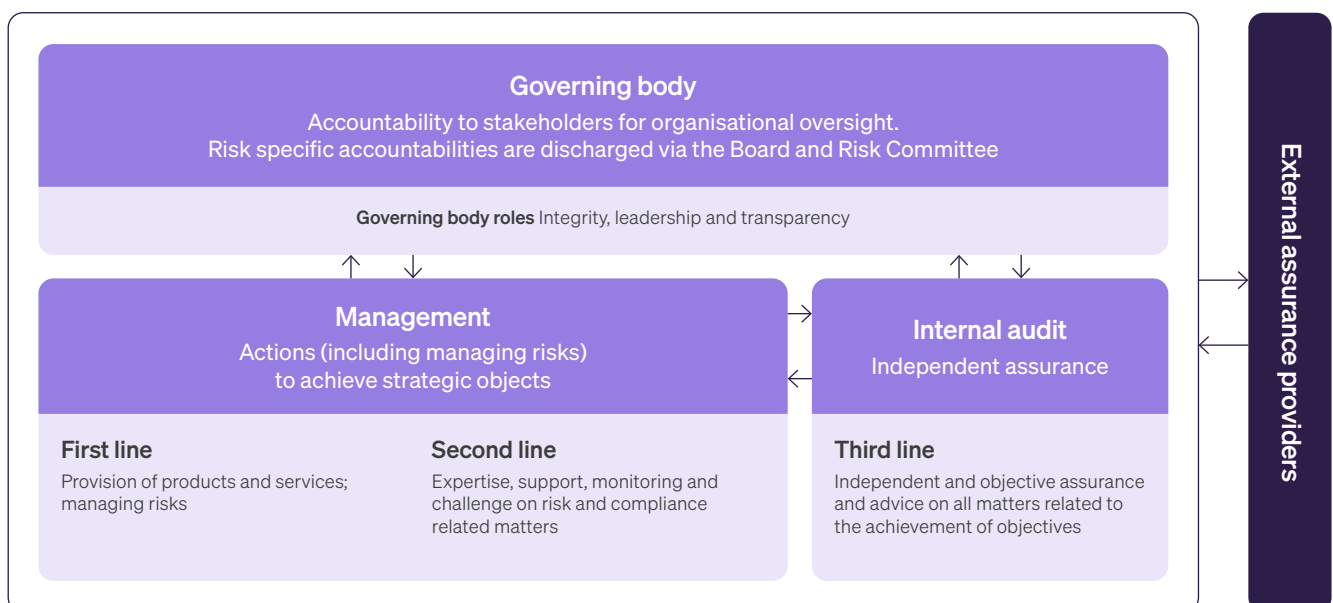 Governing body
Accountability to stakeholders for organisational oversight.
Risk specific accountabilities are discharged via the Board and Risk Committee
Governing body roles Integrity, leadership and transparency
Management
Actions (including managing risks)
to achieve strategic objects
Internal audit
Independent assurance
First line
Provision of products and services;
managing risks
Second line
Expertise, support, monitoring and
challenge on risk and compliance
related matters
Third line
Independent and objective assurance
and advice on all matters related to
the achievement of objectives
External assurance providers